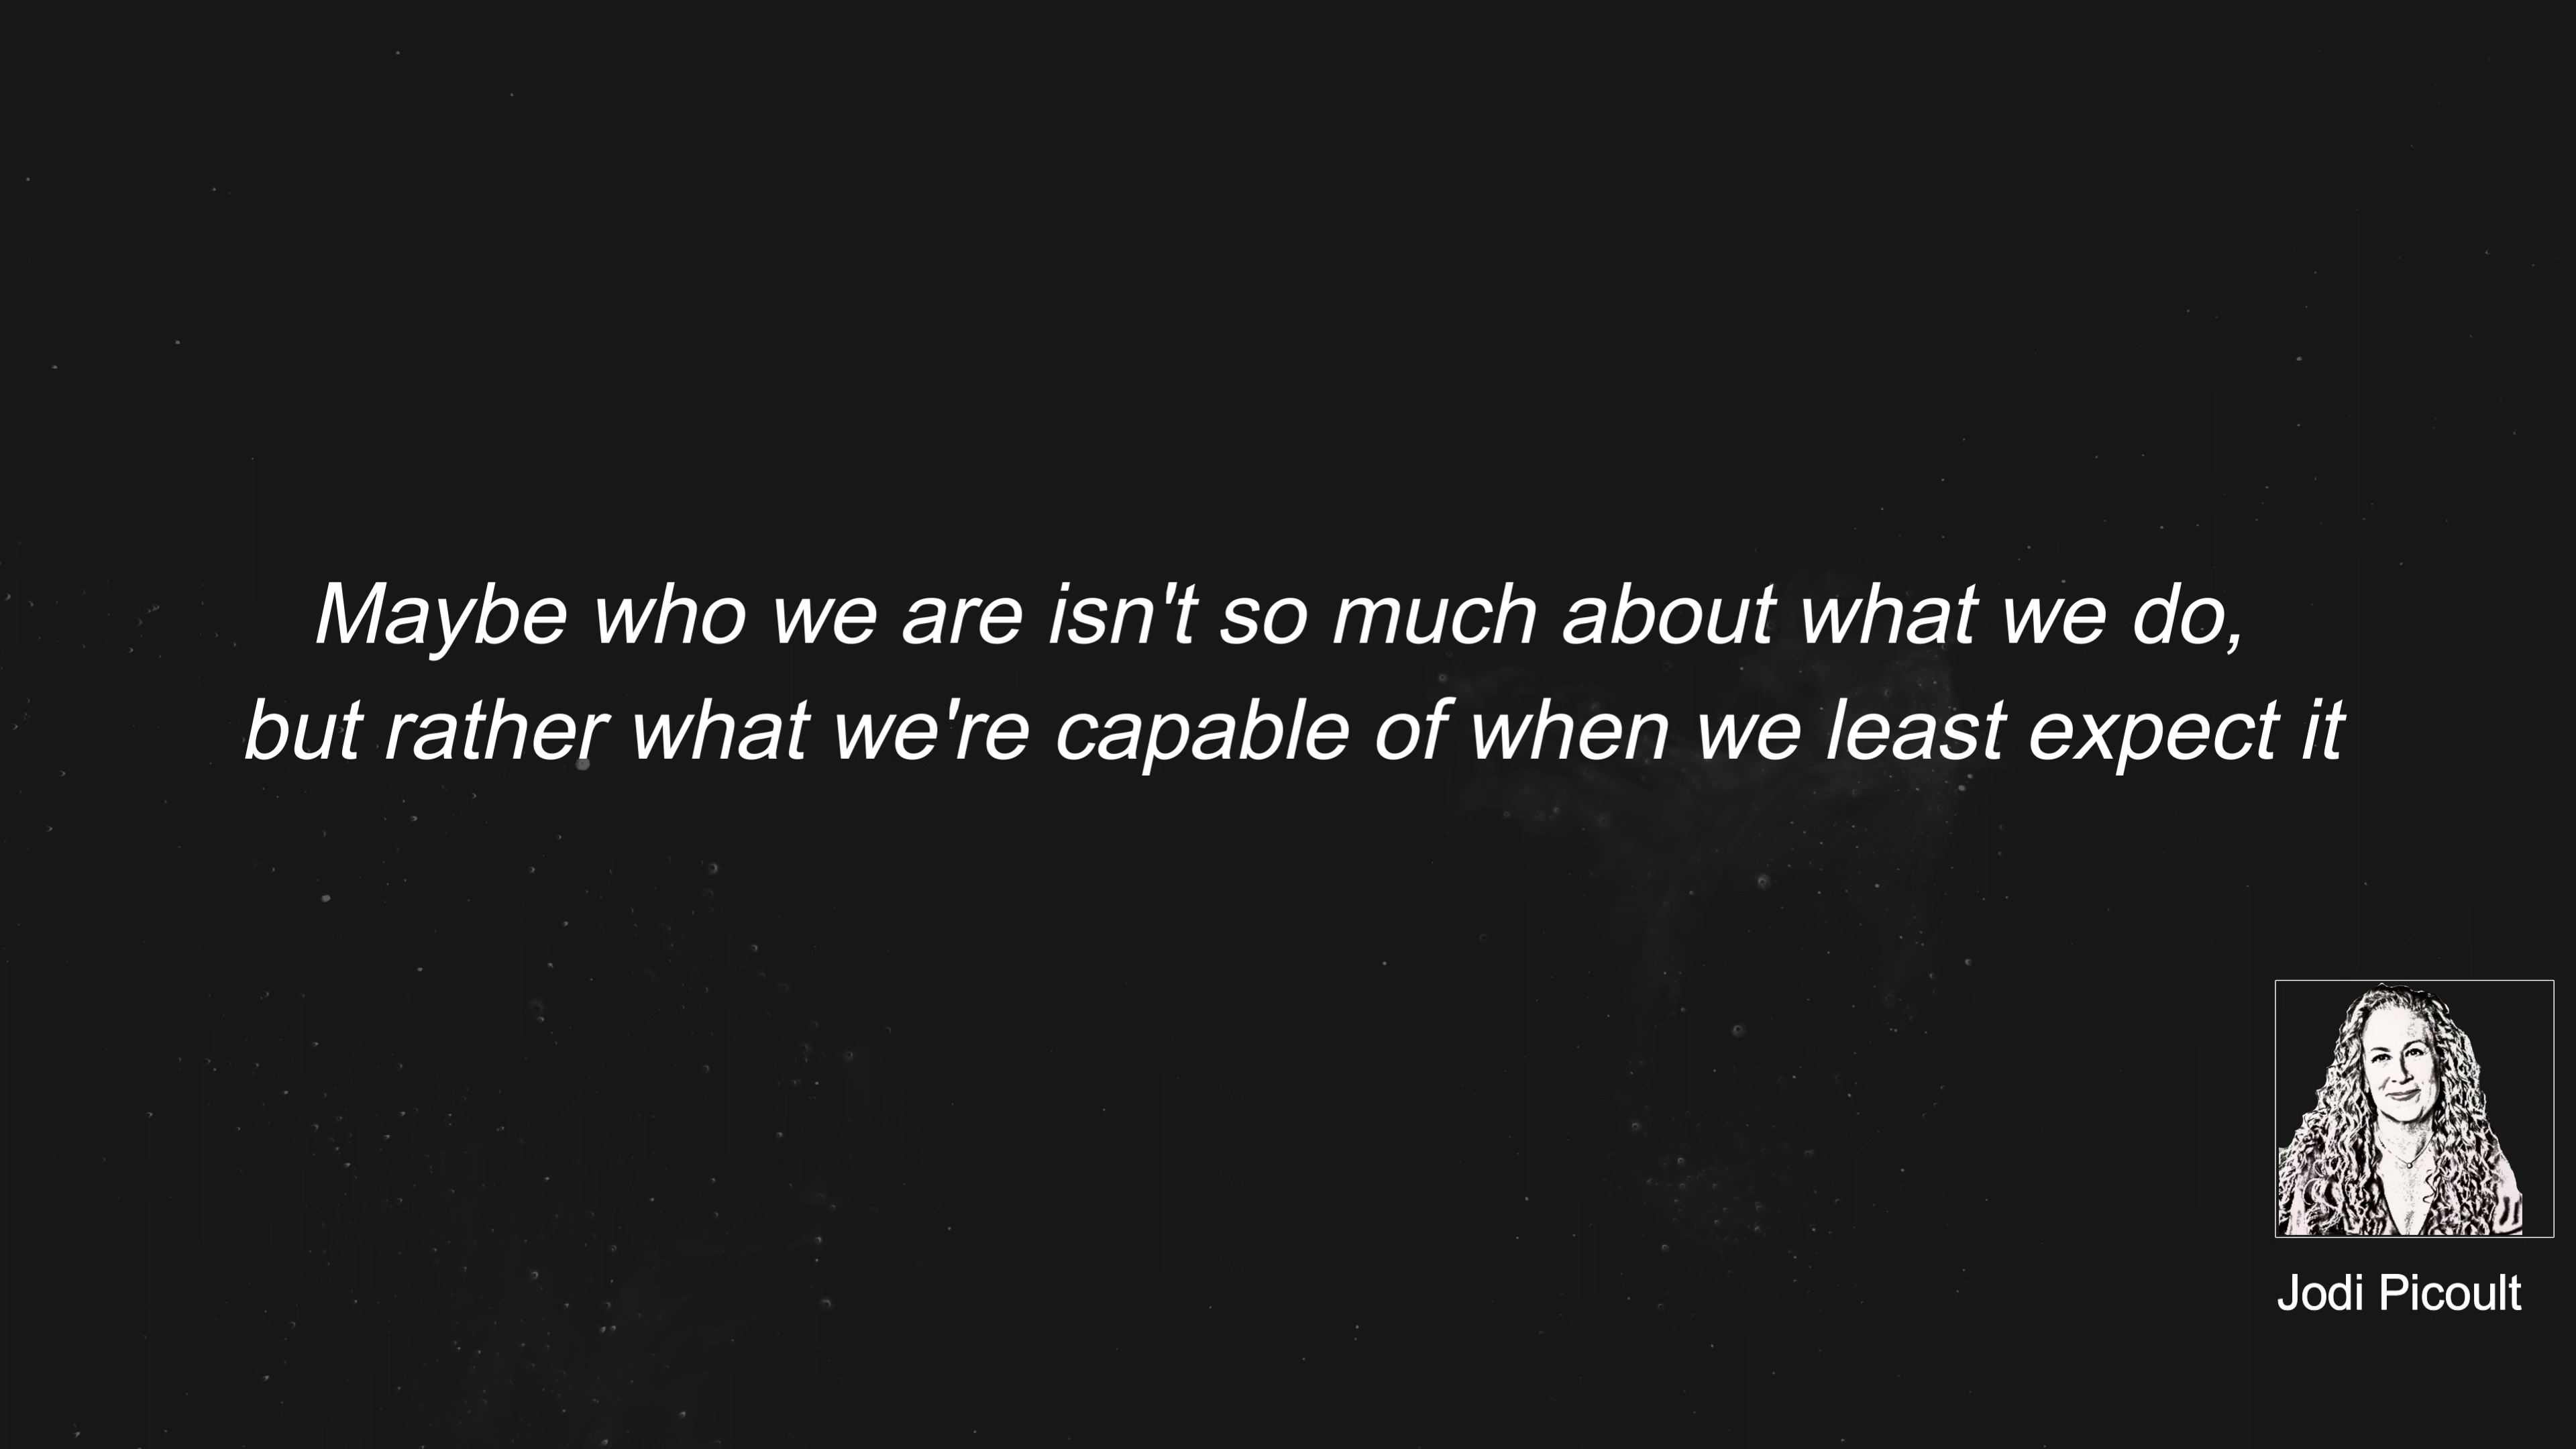 Maybe who we are isn't so much about what we do,
but rather what we're capable of when we least expect it
Jodi Picoult